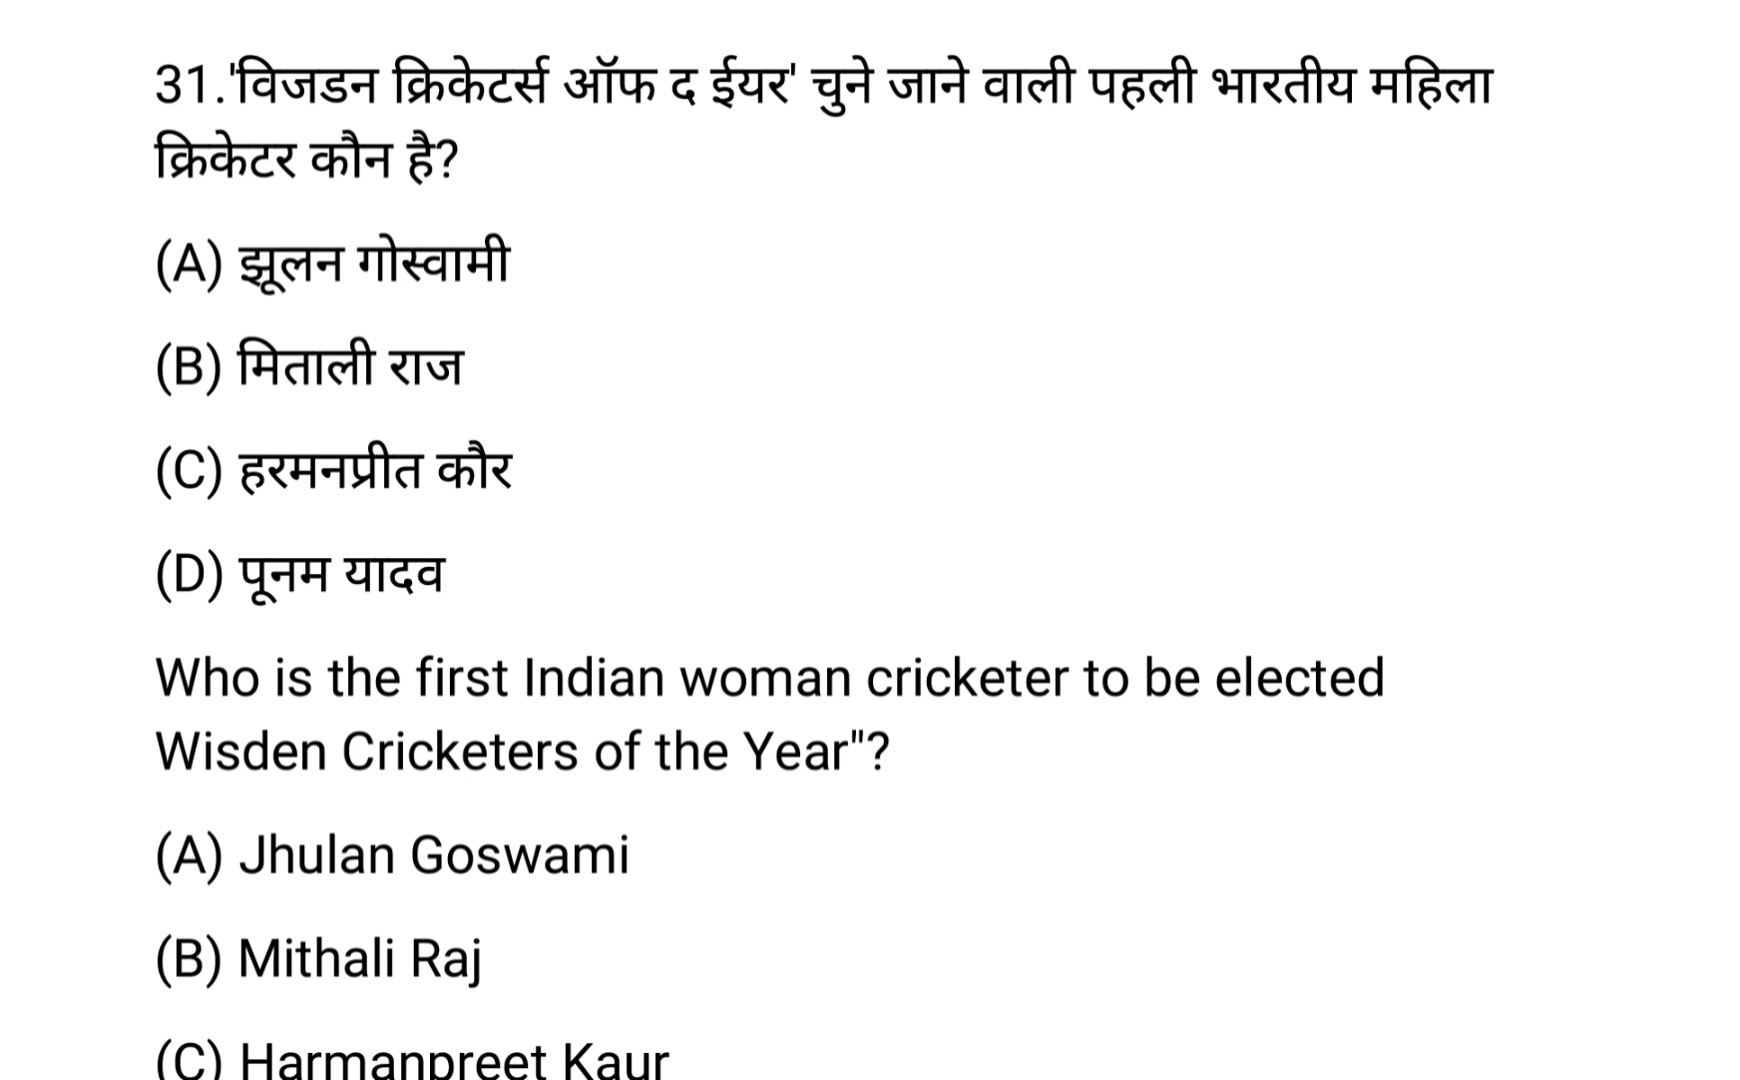 31.'विजडन क्रिकेटर्स ऑफ द ईयर' चुने जाने वाली पहली भारतीय महिला
क्रिकेटर कौन है?
(A) झूलन गोस्वामी
(B) मिताली राज
(C) हरमनप्रीत कौर
(D) पूनम यादव
Who is the first Indian woman cricketer to be elected
Wisden Cricketers of the Year"?
(A) Jhulan Goswami
(B) Mithali Raj
(C) Harmanpreet Kaur